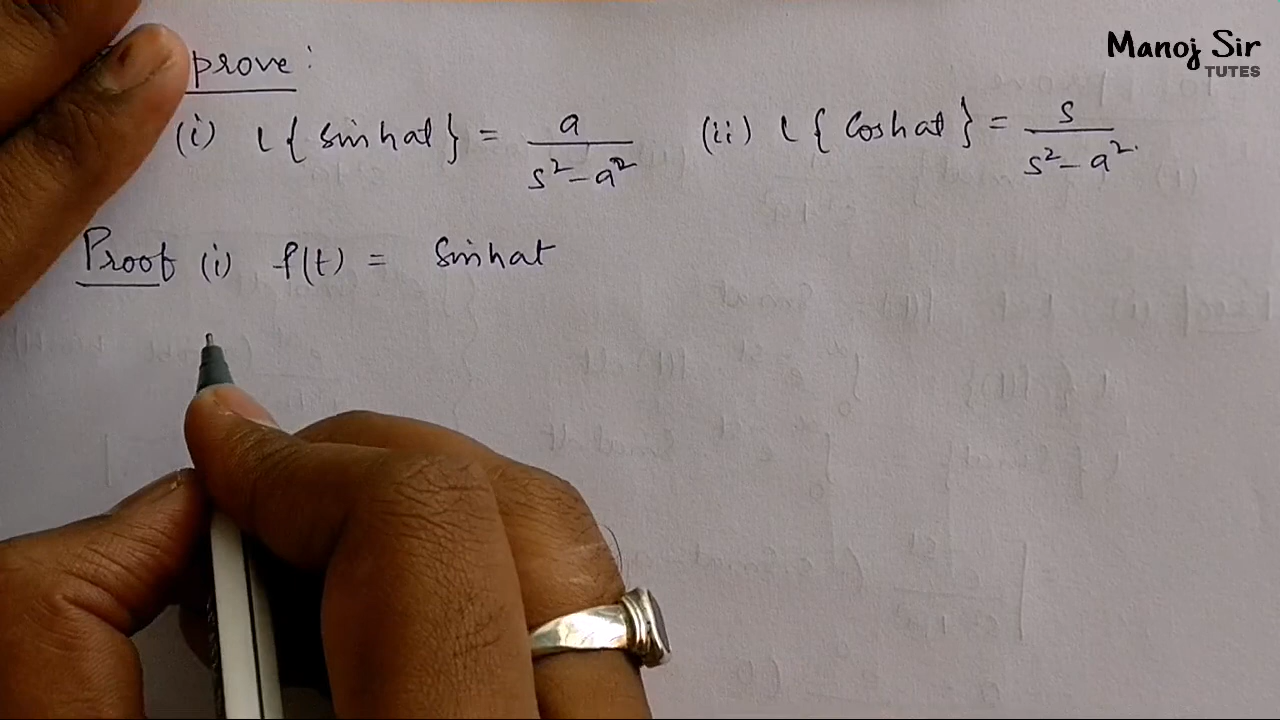 Manoj Sir
TUTES
prove :
(i) L{ Sinhat } = a / s² - a² (ii) L{ Coshat } = s / s² - a²
Proof (i) f(t) = Sinhat